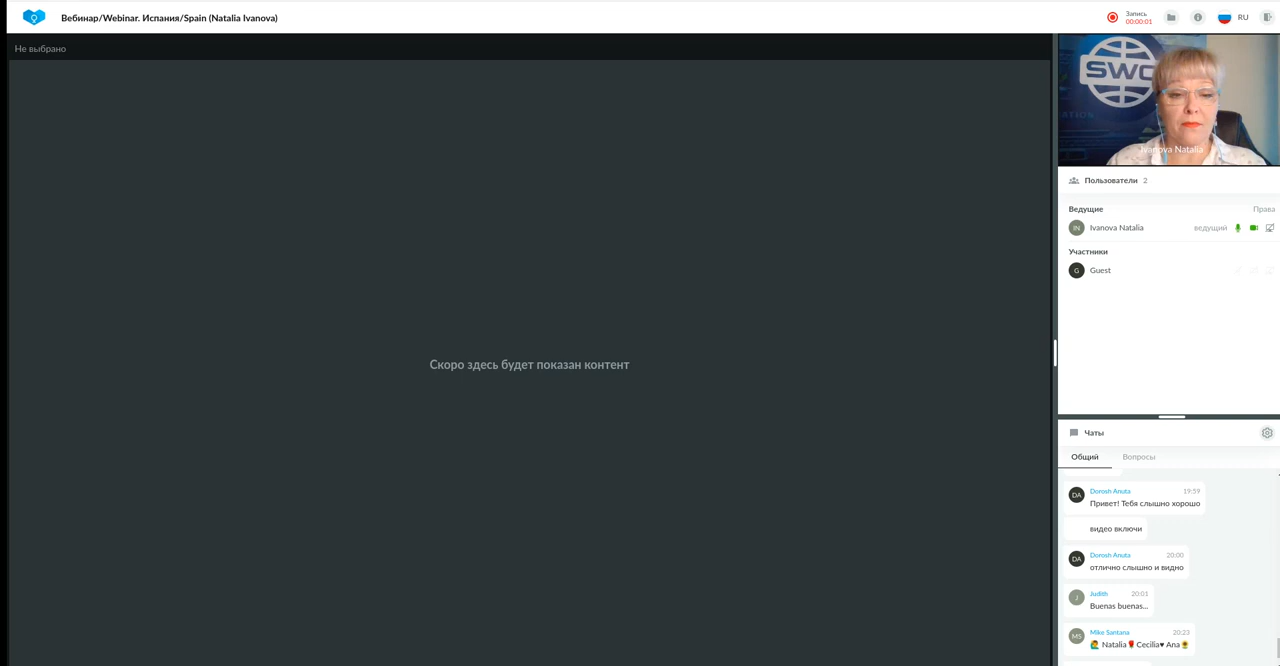 Вебинар/Webinar. Испания/Spain (Natalia Ivanova)
Запись
00:00:01
RU
Не выбрано
Скоро здесь будет показан контент
SWC
Ivanova Natalia
Пользователи 2
Ведущие Права
IN Ivanova Natalia ведущий
Участники
G Guest
Чаты
Общий Вопросы
DA Dorosh Anuta 19:59
Привет! Тебя слышно хорошо
видео включи
DA Dorosh Anuta 20:00
отлично слышно и видно
J Judith 20:01
Buenas buenas...
MS Mike Santana 20:23
🙋‍♂️ Natalia🌹Cecilia♥ Ana🌻